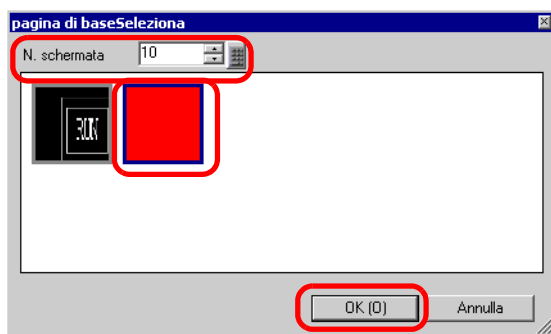 pagina di baseSeleziona
N. schermata 10
RUN
OK (O)
Annulla